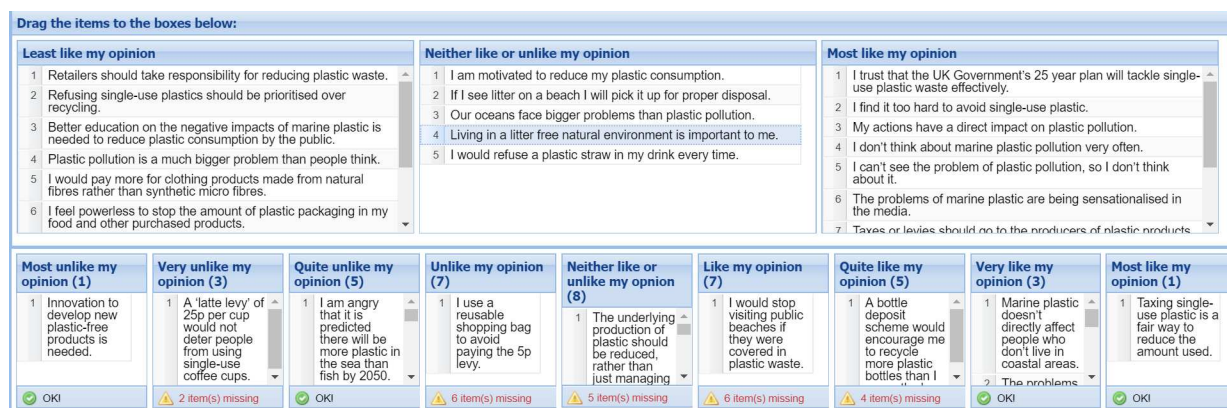 Drag the items to the boxes below:
Least like my opinion
1 Retailers should take responsibility for reducing plastic waste.
2 Refusing single-use plastics should be prioritised over
recycling.
3 Better education on the negative impacts of marine plastic is
needed to reduce plastic consumption by the public.
4 Plastic pollution is a much bigger problem than people think.
5 I would pay more for clothing products made from natural
fibres rather than synthetic micro fibres.
6 I feel powerless to stop the amount of plastic packaging in my
food and other purchased products.
Neither like or unlike my opinion
1 I am motivated to reduce my plastic consumption.
2 If I see litter on a beach I will pick it up for proper disposal.
3 Our oceans face bigger problems than plastic pollution.
4 Living in a litter free natural environment is important to me.
5 I would refuse a plastic straw in my drink every time.
Most like my opinion
1 I trust that the UK Government's 25 year plan will tackle single-
use plastic waste effectively.
2 I find it too hard to avoid single-use plastic.
3 My actions have a direct impact on plastic pollution.
4 I don't think about marine plastic pollution very often.
5 I can't see the problem of plastic pollution, so I don't think
about it.
6 The problems of marine plastic are being sensationalised in
the media.
7 Taxes or levies should go to the producers of plastic products
Most unlike my
opinion (1)
1 Innovation to
develop new
plastic-free
products is
needed.
OK!
Very unlike my
opinion (3)
1 A 'latte levy' of
25p per cup
would not
deter people
from using
single-use
coffee cups.
2 item(s) missing
Quite unlike my
opinion (5)
1 I am angry
that it is
predicted
there will be
more plastic in
the sea than
fish by 2050.
OK!
Unlike my opinion
(7)
1 I use a
reusable
shopping bag
to avoid
paying the 5p
levy.
6 item(s) missing
Neither like or
unlike my opnion
(8)
1 The underlying
production of
plastic should
be reduced,
rather than
just managing
5 item(s) missing
Like my opinion
(7)
1 I would stop
visiting public
beaches if
they were
covered in
plastic waste.
6 item(s) missing
Quite like my
opinion (5)
1 A bottle
deposit
scheme would
encourage me
to recycle
more plastic
bottles than I
4 item(s) missing
Very like my
opinion (3)
1 Marine plastic
doesn't
directly affect
people who
don't live in
coastal areas.
2 The problems
OK!
Most like my
opinion (1)
1 Taxing single-
use plastic is a
fair way to
reduce the
amount used.
OK!